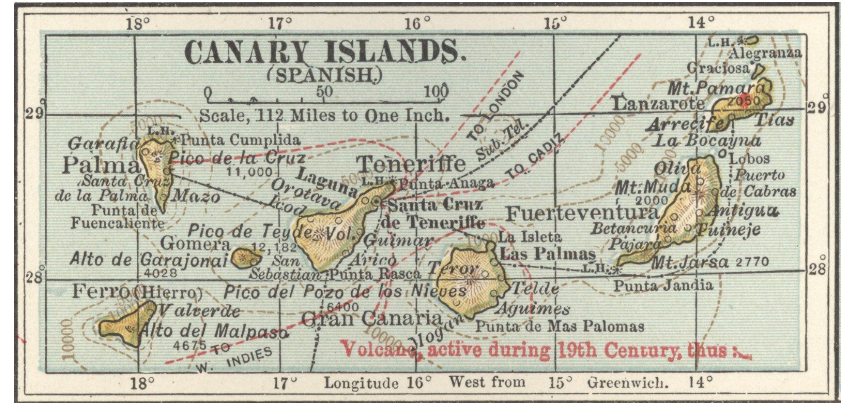 18° 17° 16° 15° 14°
CANARY ISLANDS.
(SPANISH.)
0 50 100
Scale, 112 Miles to One Inch.
29°
29°
28°
28°
L.H.
Alegranza
Graciosa
Mt. Pamara
Lanzarote 2050
Arrecife
Tias
La Bocayna
Lobos
Oliva
Puerto
de Cabras
Mt. Muda
2000
Fuerteventura
Antigua
Betancuria
Tuineje
Pajara
Mt. Jarsa 2770
L.H.
Punta Jandia
TO LONDON
Sub. Tel.
TO CADIZ
10000
5000
5000
5000
1000
10000
10000
L.H.
Garafia
Punta Cumplida
Palma
Pico de la Cruz
11,000
Santa Cruz
de la Palma
Mazo
Punta de
Fuencaliente
Teneriffe
Laguna
L.H.
Punta Anaga
Orotava
Icod
Santa Cruz
de Teneriffe
Pico de Teyde Vol.
12,182
Guimar
Arico
Gomera
Alto de Garajonai
4028
San
Sebastian
Punta Rasca
La Isleta
Las Palmas
Teror
Telde
Pico del Pozo de los Nieves
6400
Aguimes
Gran Canaria
Mogan
Punta de Mas Palomas
Ferro (Hierro)
Valverde
Alto del Malpaso
4675
TO
W. INDIES
Volcano, active during 19th Century, thus :
18° 17° Longitude 16° West from 15° Greenwich. 14°